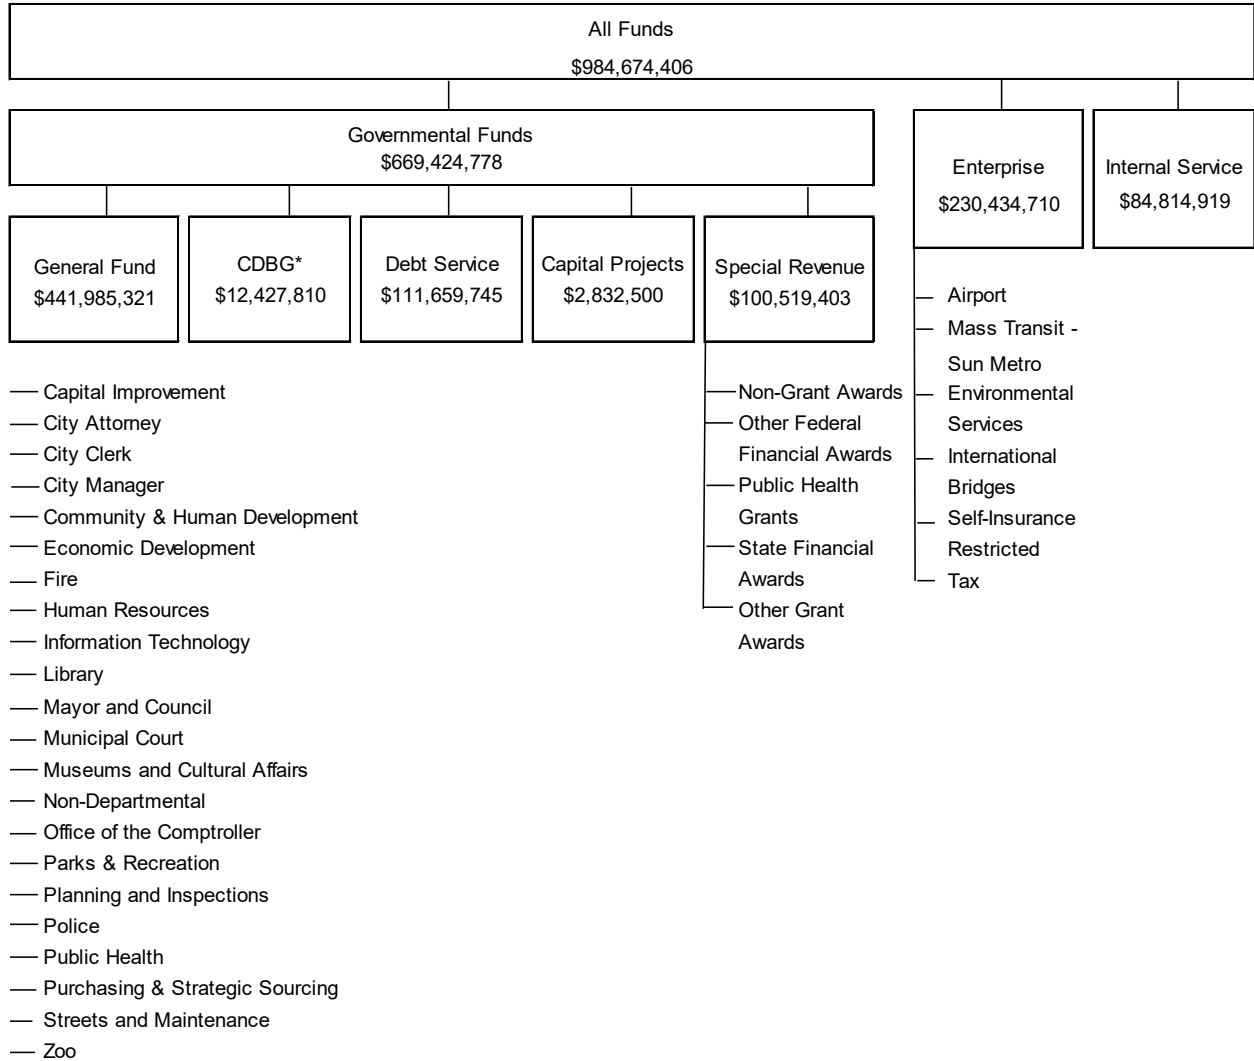 All Funds
$984,674,406
Governmental Funds
$669,424,778
Enterprise
$230,434,710
Internal Service
$84,814,919
General Fund
$441,985,321
CDBG*
$12,427,810
Debt Service
$111,659,745
Capital Projects
$2,832,500
Special Revenue
$100,519,403
Capital Improvement
City Attorney
City Clerk
City Manager
Community & Human Development
Economic Development
Fire
Human Resources
Information Technology
Library
Mayor and Council
Municipal Court
Museums and Cultural Affairs
Non-Departmental
Office of the Comptroller
Parks & Recreation
Planning and Inspections
Police
Public Health
Purchasing & Strategic Sourcing
Streets and Maintenance
Zoo
Non-Grant Awards
Other Federal
Financial Awards
Public Health
Grants
State Financial
Awards
Other Grant
Awards
Airport
Mass Transit -
Sun Metro
Environmental
Services
International
Bridges
Self-Insurance
Restricted
Tax